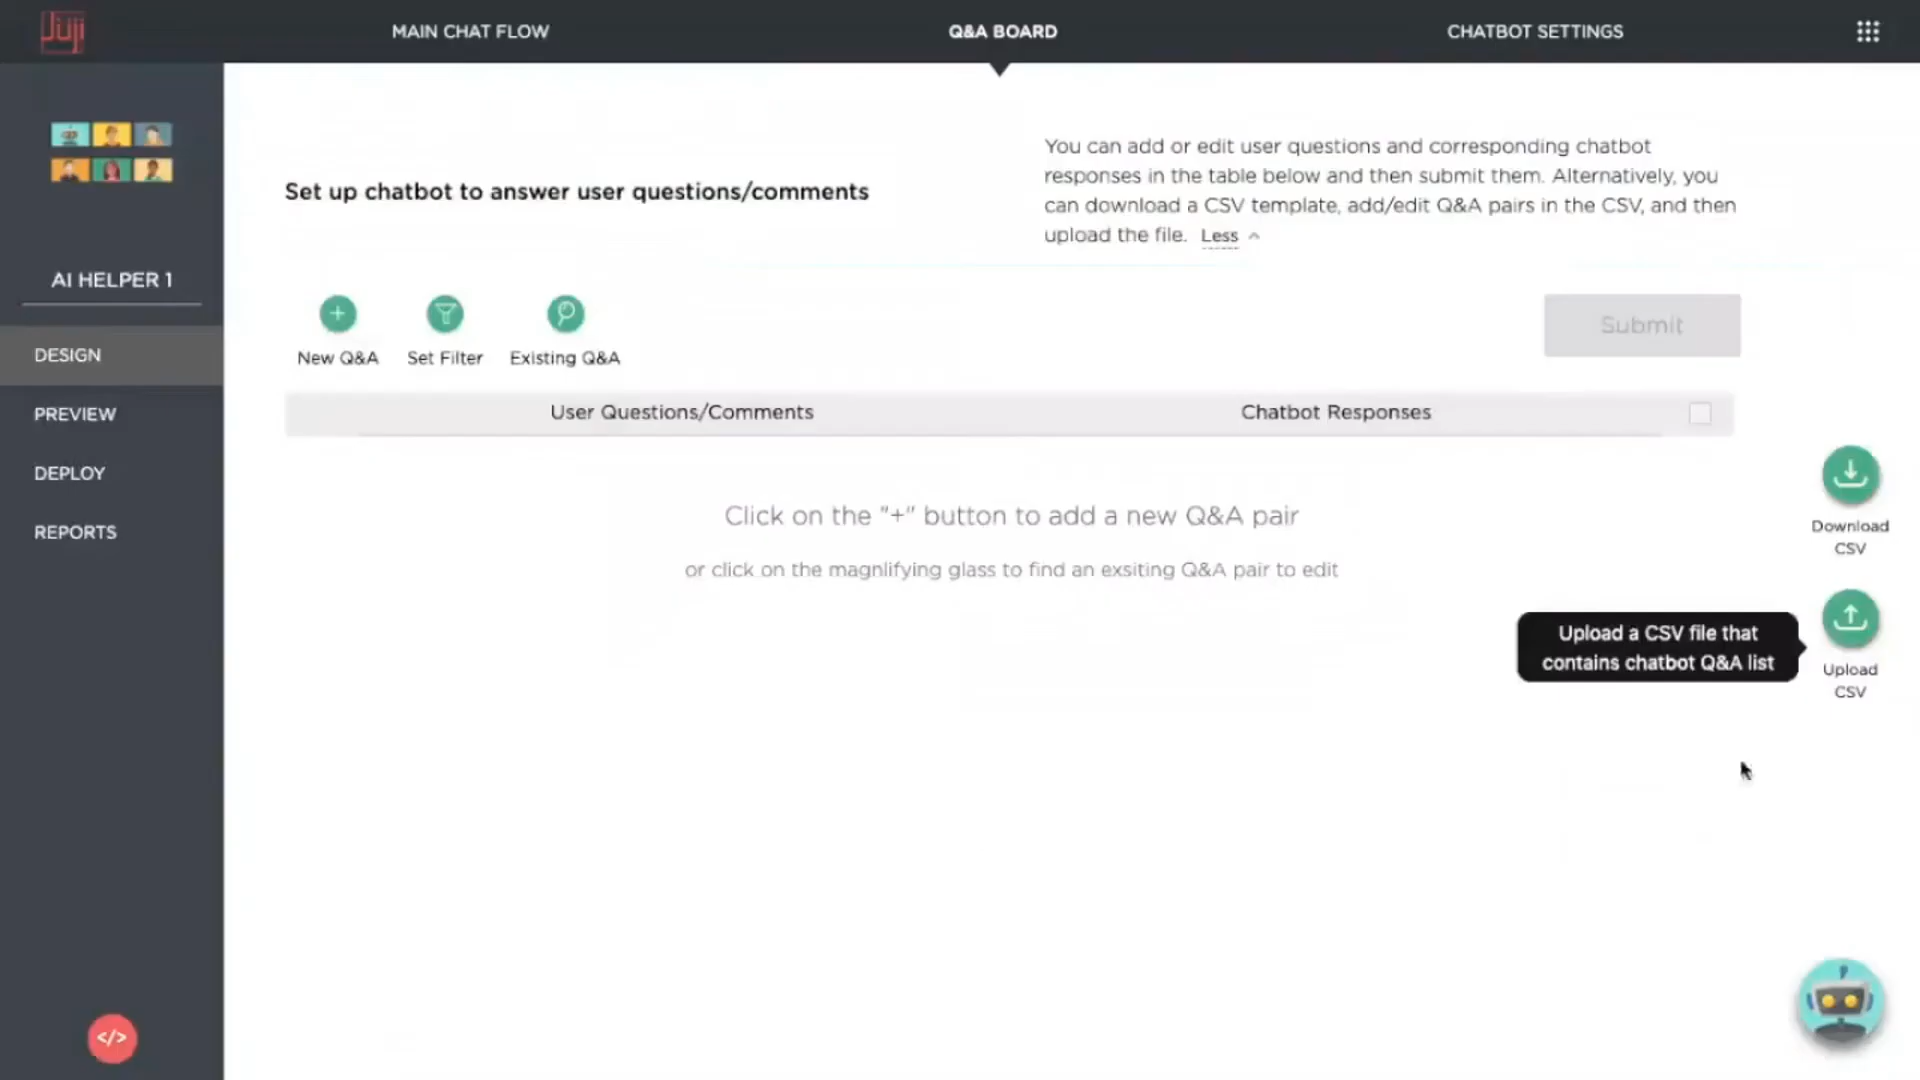 Juji
MAIN CHAT FLOW
Q&A BOARD
CHATBOT SETTINGS
AI HELPER 1
DESIGN
PREVIEW
DEPLOY
REPORTS
</>
Set up chatbot to answer user questions/comments
You can add or edit user questions and corresponding chatbot
responses in the table below and then submit them. Alternatively, you
can download a CSV template, add/edit Q&A pairs in the CSV, and then
upload the file. Less
New Q&A
Set Filter
Existing Q&A
Submit
User Questions/Comments
Chatbot Responses
Click on the "+" button to add a new Q&A pair
or click on the magnlifying glass to find an exsiting Q&A pair to edit
Download
CSV
Upload a CSV file that
contains chatbot Q&A list
Upload
CSV